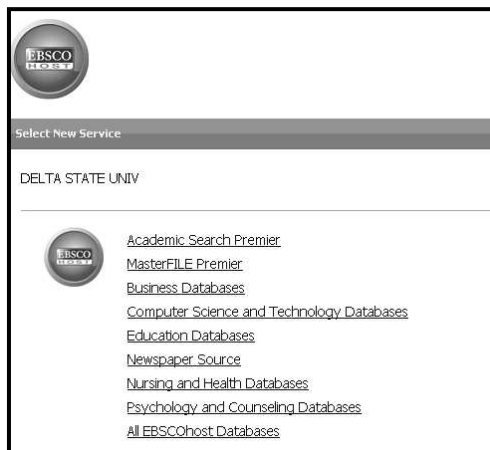 EBSCO
HOST
Select New Service
DELTA STATE UNIV
EBSCO
HOST
Academic Search Premier
MasterFILE Premier
Business Databases
Computer Science and Technology Databases
Education Databases
Newspaper Source
Nursing and Health Databases
Psychology and Counseling Databases
All EBSCOhost Databases